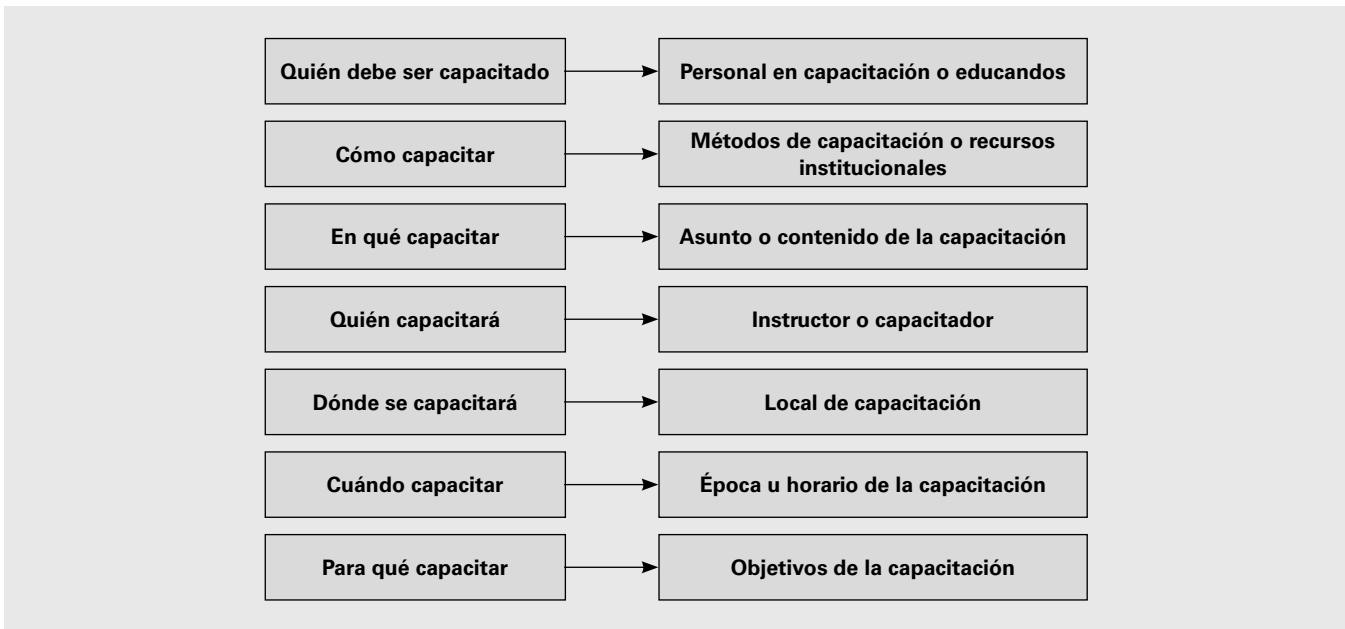 Quién debe ser capacitado
Personal en capacitación o educandos
Cómo capacitar
Métodos de capacitación o recursos
institucionales
En qué capacitar
Asunto o contenido de la capacitación
Quién capacitará
Instructor o capacitador
Dónde se capacitará
Local de capacitación
Cuándo capacitar
Época u horario de la capacitación
Para qué capacitar
Objetivos de la capacitación